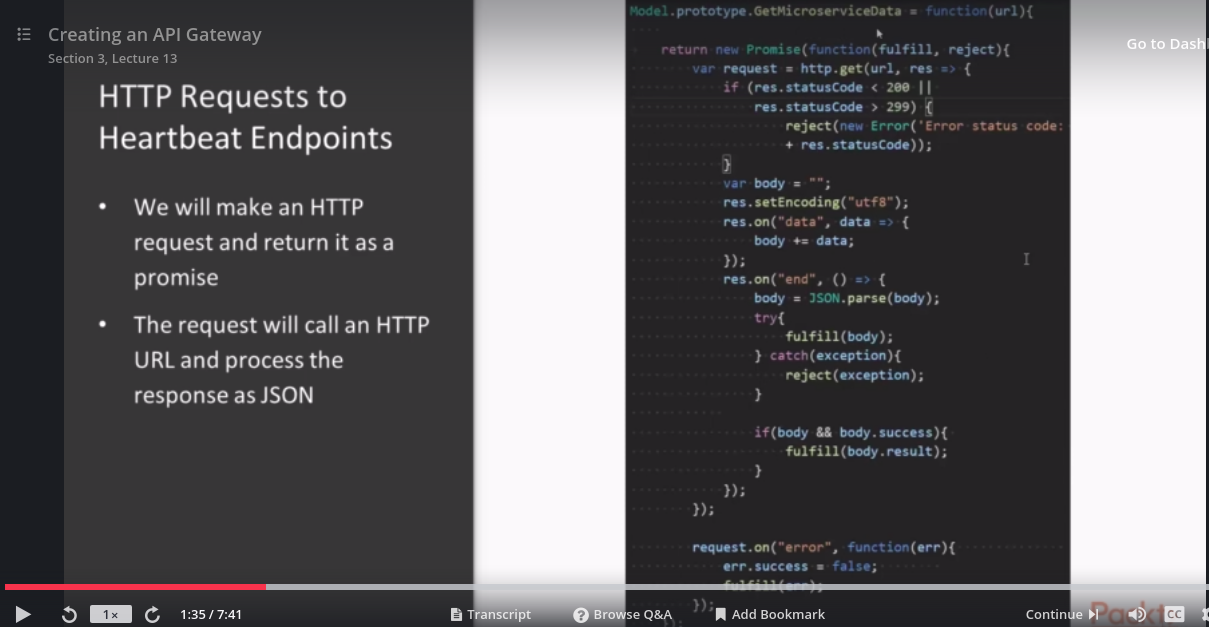 Creating an API Gateway
Section 3, Lecture 13
Go to Dash
HTTP Requests to
Heartbeat Endpoints
• We will make an HTTP
request and return it as a
promise
• The request will call an HTTP
URL and process the
response as JSON
Model.prototype.GetMicroserviceData = function(url){
return new Promise(function(fulfill, reject){
var request = http.get(url, res => {
if (res.statusCode < 200 ||
res.statusCode > 299) {
reject(new Error('Error status code:
+ res.statusCode));
}
var body = "";
res.setEncoding("utf8");
res.on("data", data => {
body += data;
});
res.on("end", () => {
body = JSON.parse(body);
try{
fulfill(body);
} catch(exception){
reject(exception);
}
if(body && body.success){
fulfill(body.result);
}
});
});
request.on("error", function(err){
err.success = false;
fulfill(err);
});
});
1×
1:35 / 7:41
Transcript
Browse Q&A
Add Bookmark
Continue
Packt
CC